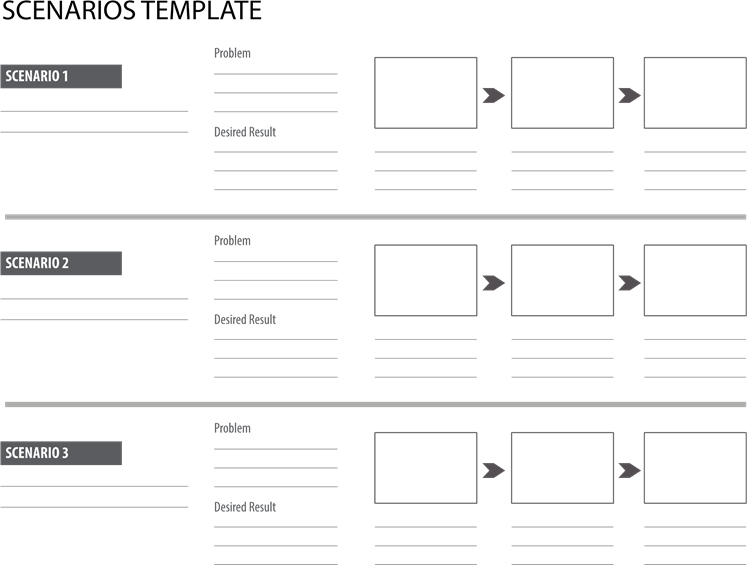 SCENARIOS TEMPLATE
SCENARIO 1
Problem
Desired Result
SCENARIO 2
Problem
Desired Result
SCENARIO 3
Problem
Desired Result